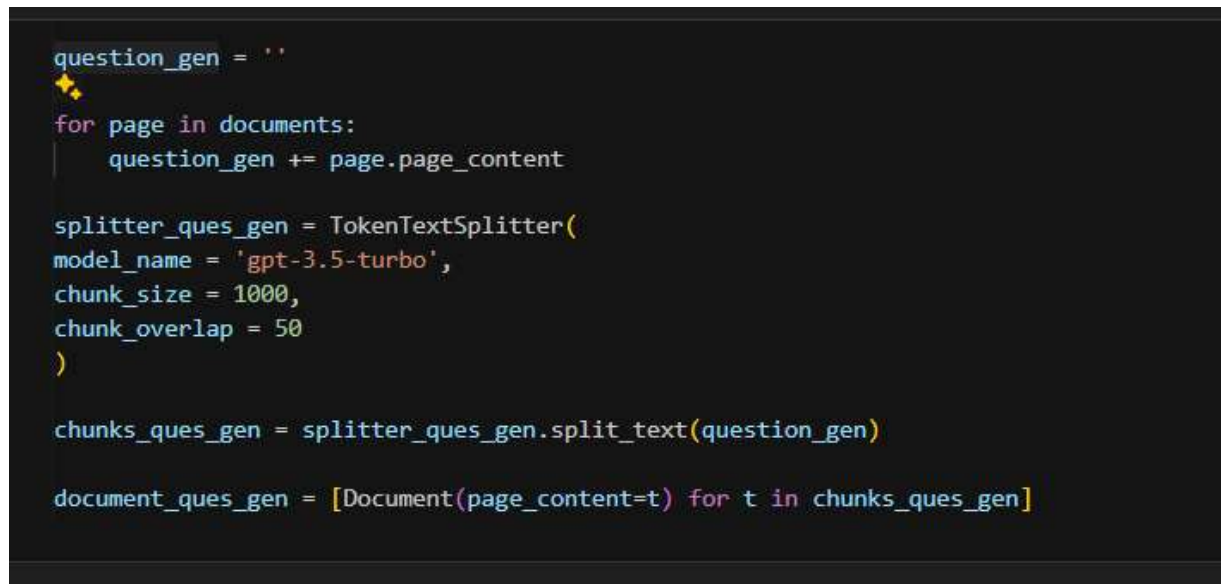 question_gen = ''
for page in documents:
    question_gen += page.page_content
splitter_ques_gen = TokenTextSplitter(
model_name = 'gpt-3.5-turbo',
chunk_size = 1000,
chunk_overlap = 50
)
chunks_ques_gen = splitter_ques_gen.split_text(question_gen)
document_ques_gen = [Document(page_content=t) for t in chunks_ques_gen]